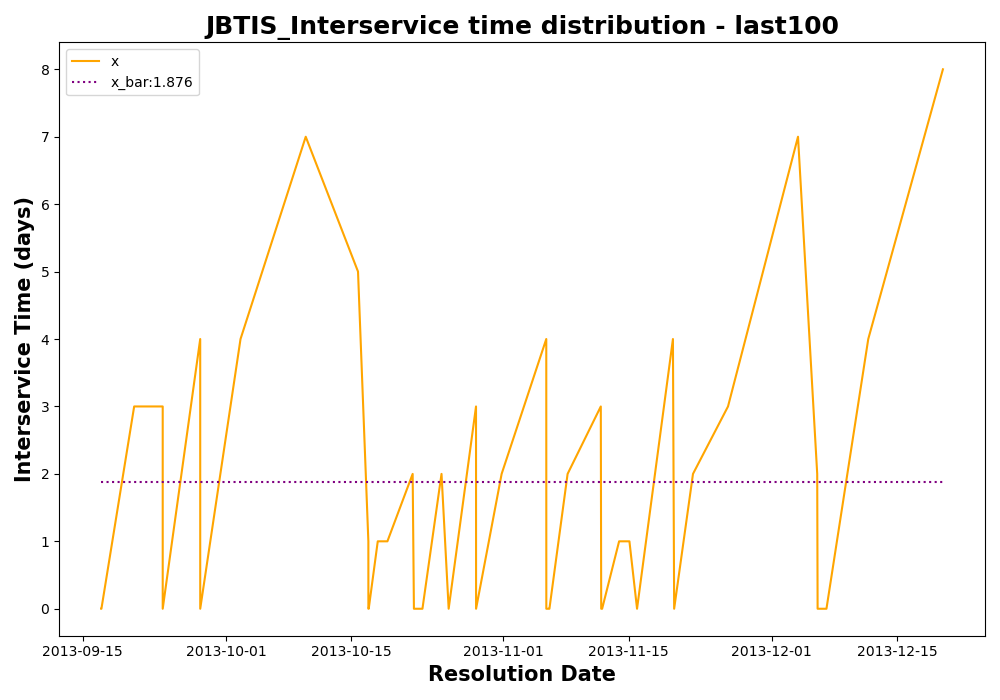 JBTIS_Interservice time distribution - last100
x
x_bar:1.876
Interservice Time (days)
8
7
6
5
4
3
2
1
0
2013-09-15 2013-10-01 2013-10-15 2013-11-01 2013-11-15 2013-12-01 2013-12-15
Resolution Date